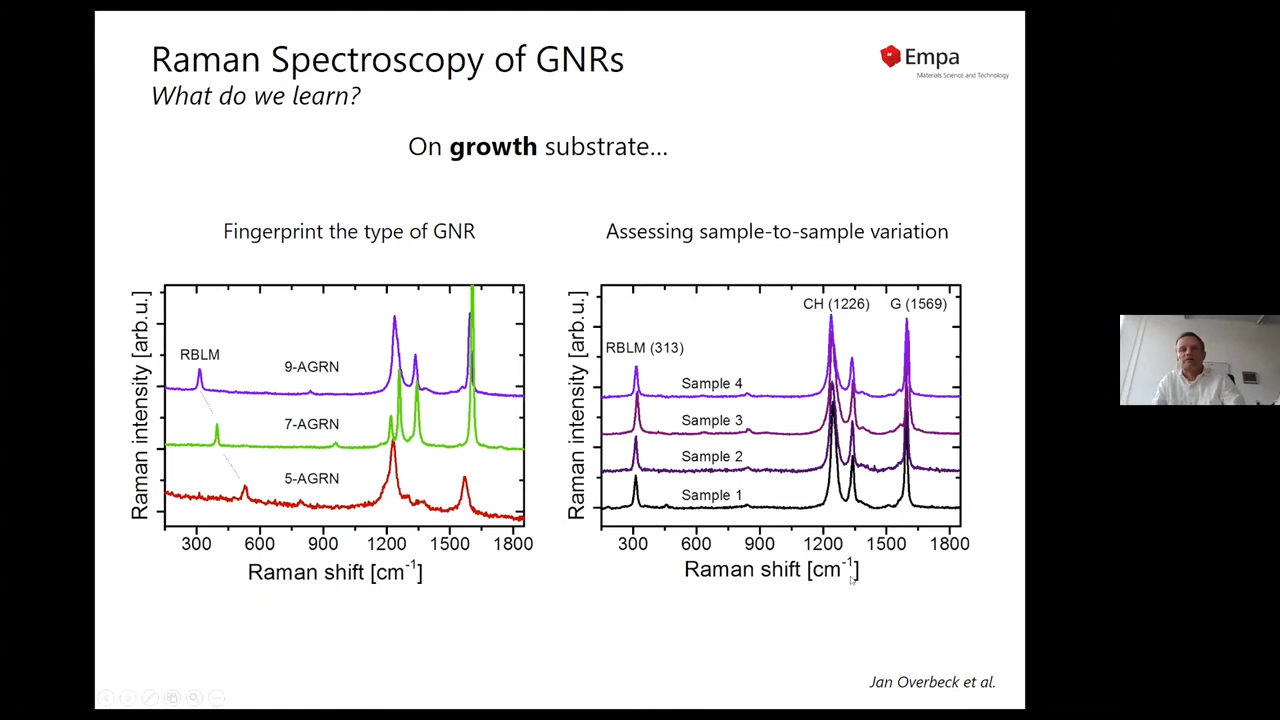 Raman Spectroscopy of GNRs
What do we learn?
Empa
Materials Science and Technology
On growth substrate...
Fingerprint the type of GNR
Assessing sample-to-sample variation
Raman intensity [arb.u.]
RBLM
9-AGRN
7-AGRN
5-AGRN
300 600 900 1200 1500 1800
Raman shift [cm-1]
Raman intensity [arb.u.]
CH (1226) G (1569)
RBLM (313)
Sample 4
Sample 3
Sample 2
Sample 1
300 600 900 1200 1500 1800
Raman shift [cm-1]
Jan Overbeck et al.